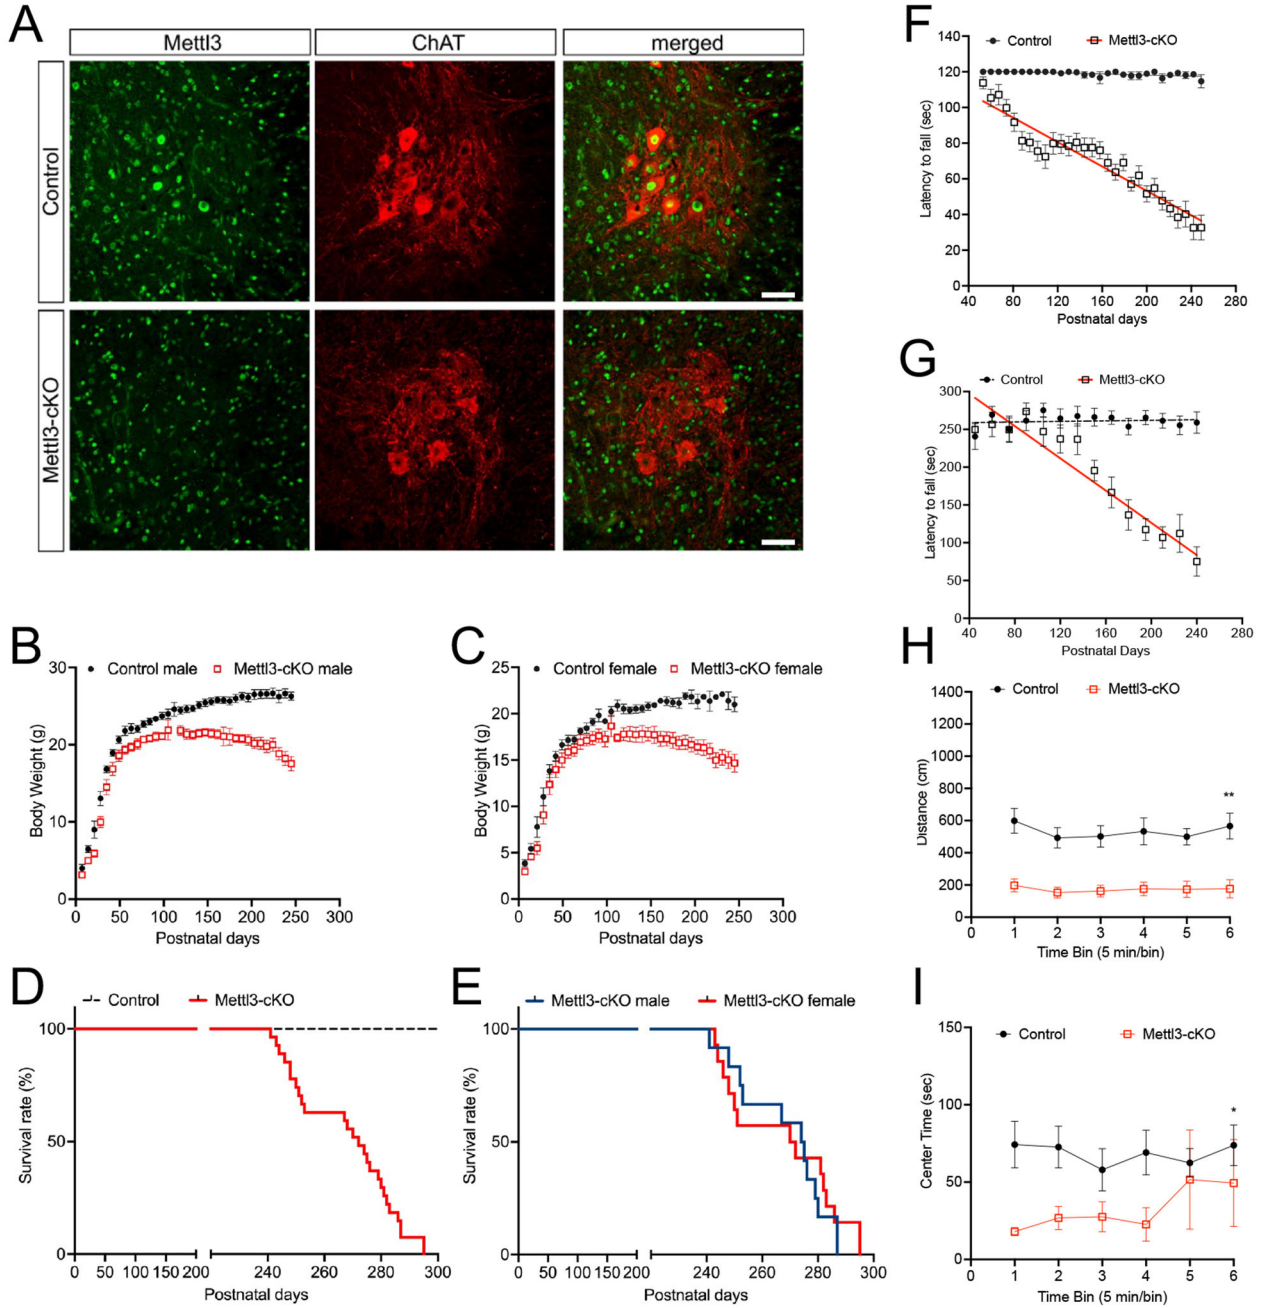 A
Mettl3
ChAT
merged
Control
Mettl3-cKO
B
Control male
Mettl3-cKO male
Body Weight (g)
30
20
10
0
0 50 100 150 200 250 300
Postnatal days
C
Control female
Mettl3-cKO female
Body Weight (g)
25
20
15
10
5
0
0 50 100 150 200 250 300
Postnatal days
D
Control
Mettl3-cKO
Survival rate (%)
100
50
0
0 50 100 150 200 240 260 280 300
Postnatal days
E
Mettl3-cKO male
Mettl3-cKO female
Survival rate (%)
100
50
0
0 50 100 150 200 240 260 280 300
Postnatal days
F
Control
Mettl3-cKO
Latency to fall (sec)
140
120
100
80
60
40
20
0
40 80 120 160 200 240 280
Postnatal days
G
Control
Mettl3-cKO
Latency to fall (sec)
300
250
200
150
100
50
0
40 80 120 160 200 240 280
Postnatal Days
H
Control
Mettl3-cKO
Distance (cm)
1400
1200
1000
800
600
400
200
0
**
0 1 2 3 4 5 6
Time Bin (5 min/bin)
I
Control
Mettl3-cKO
Center Time (sec)
150
100
50
0
*
0 1 2 3 4 5 6
Time Bin (5 min/bin)